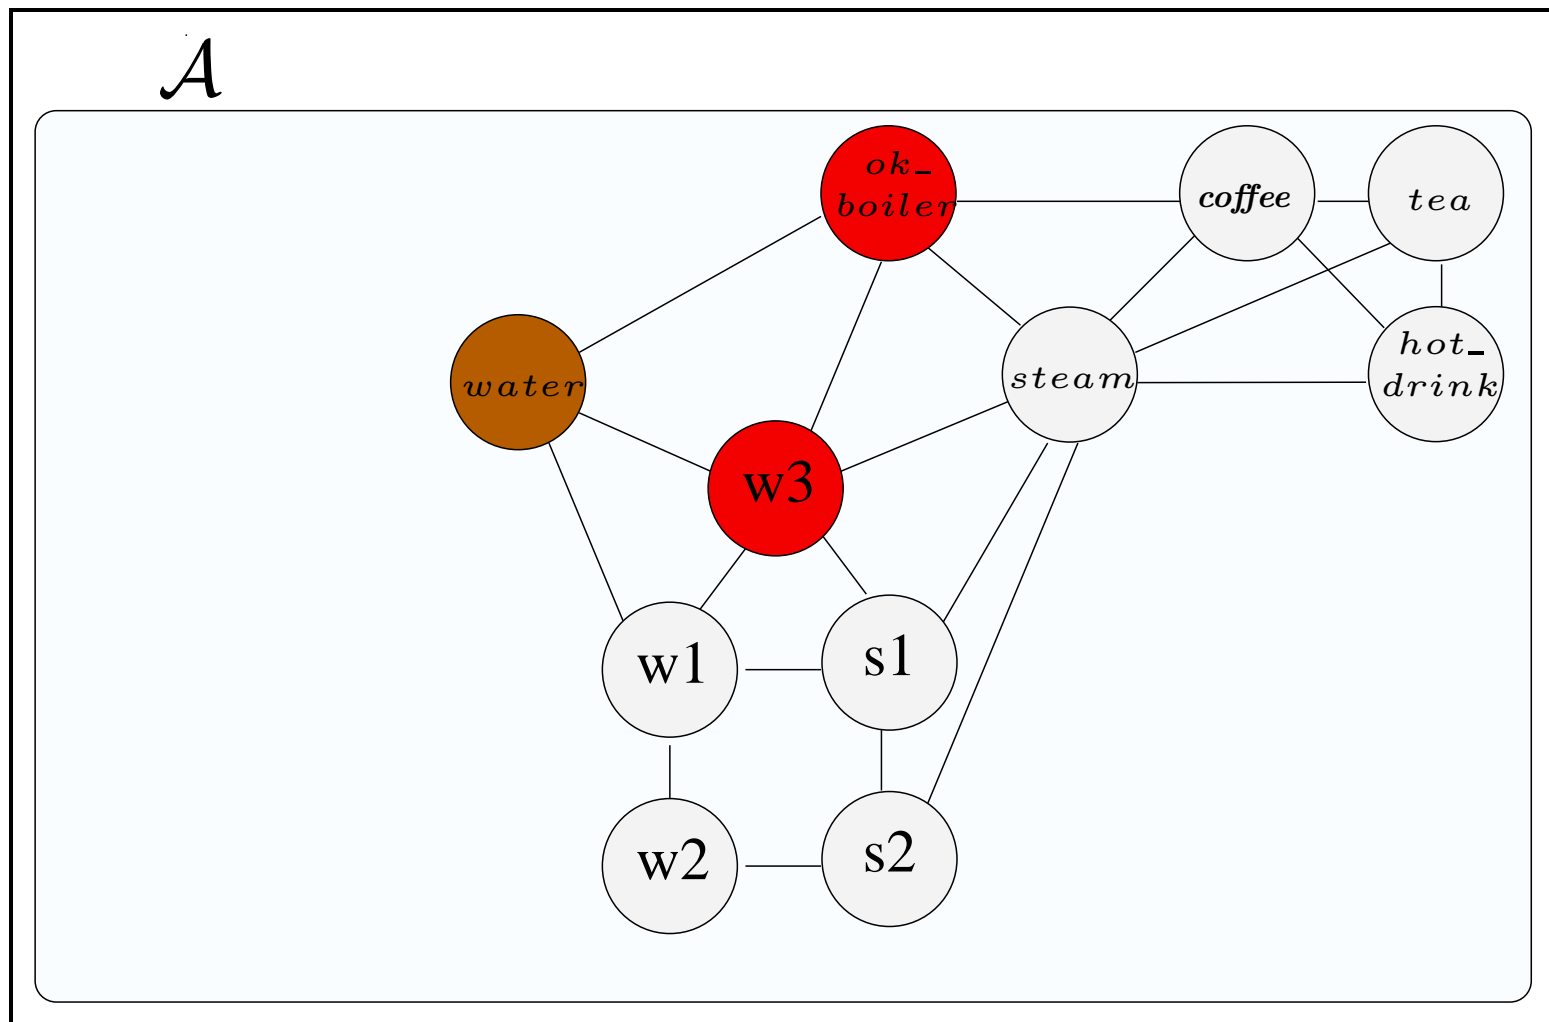 𝒜
ok_
boiler
coffee
tea
water
steam
hot_
drink
w3
w1
s1
w2
s2